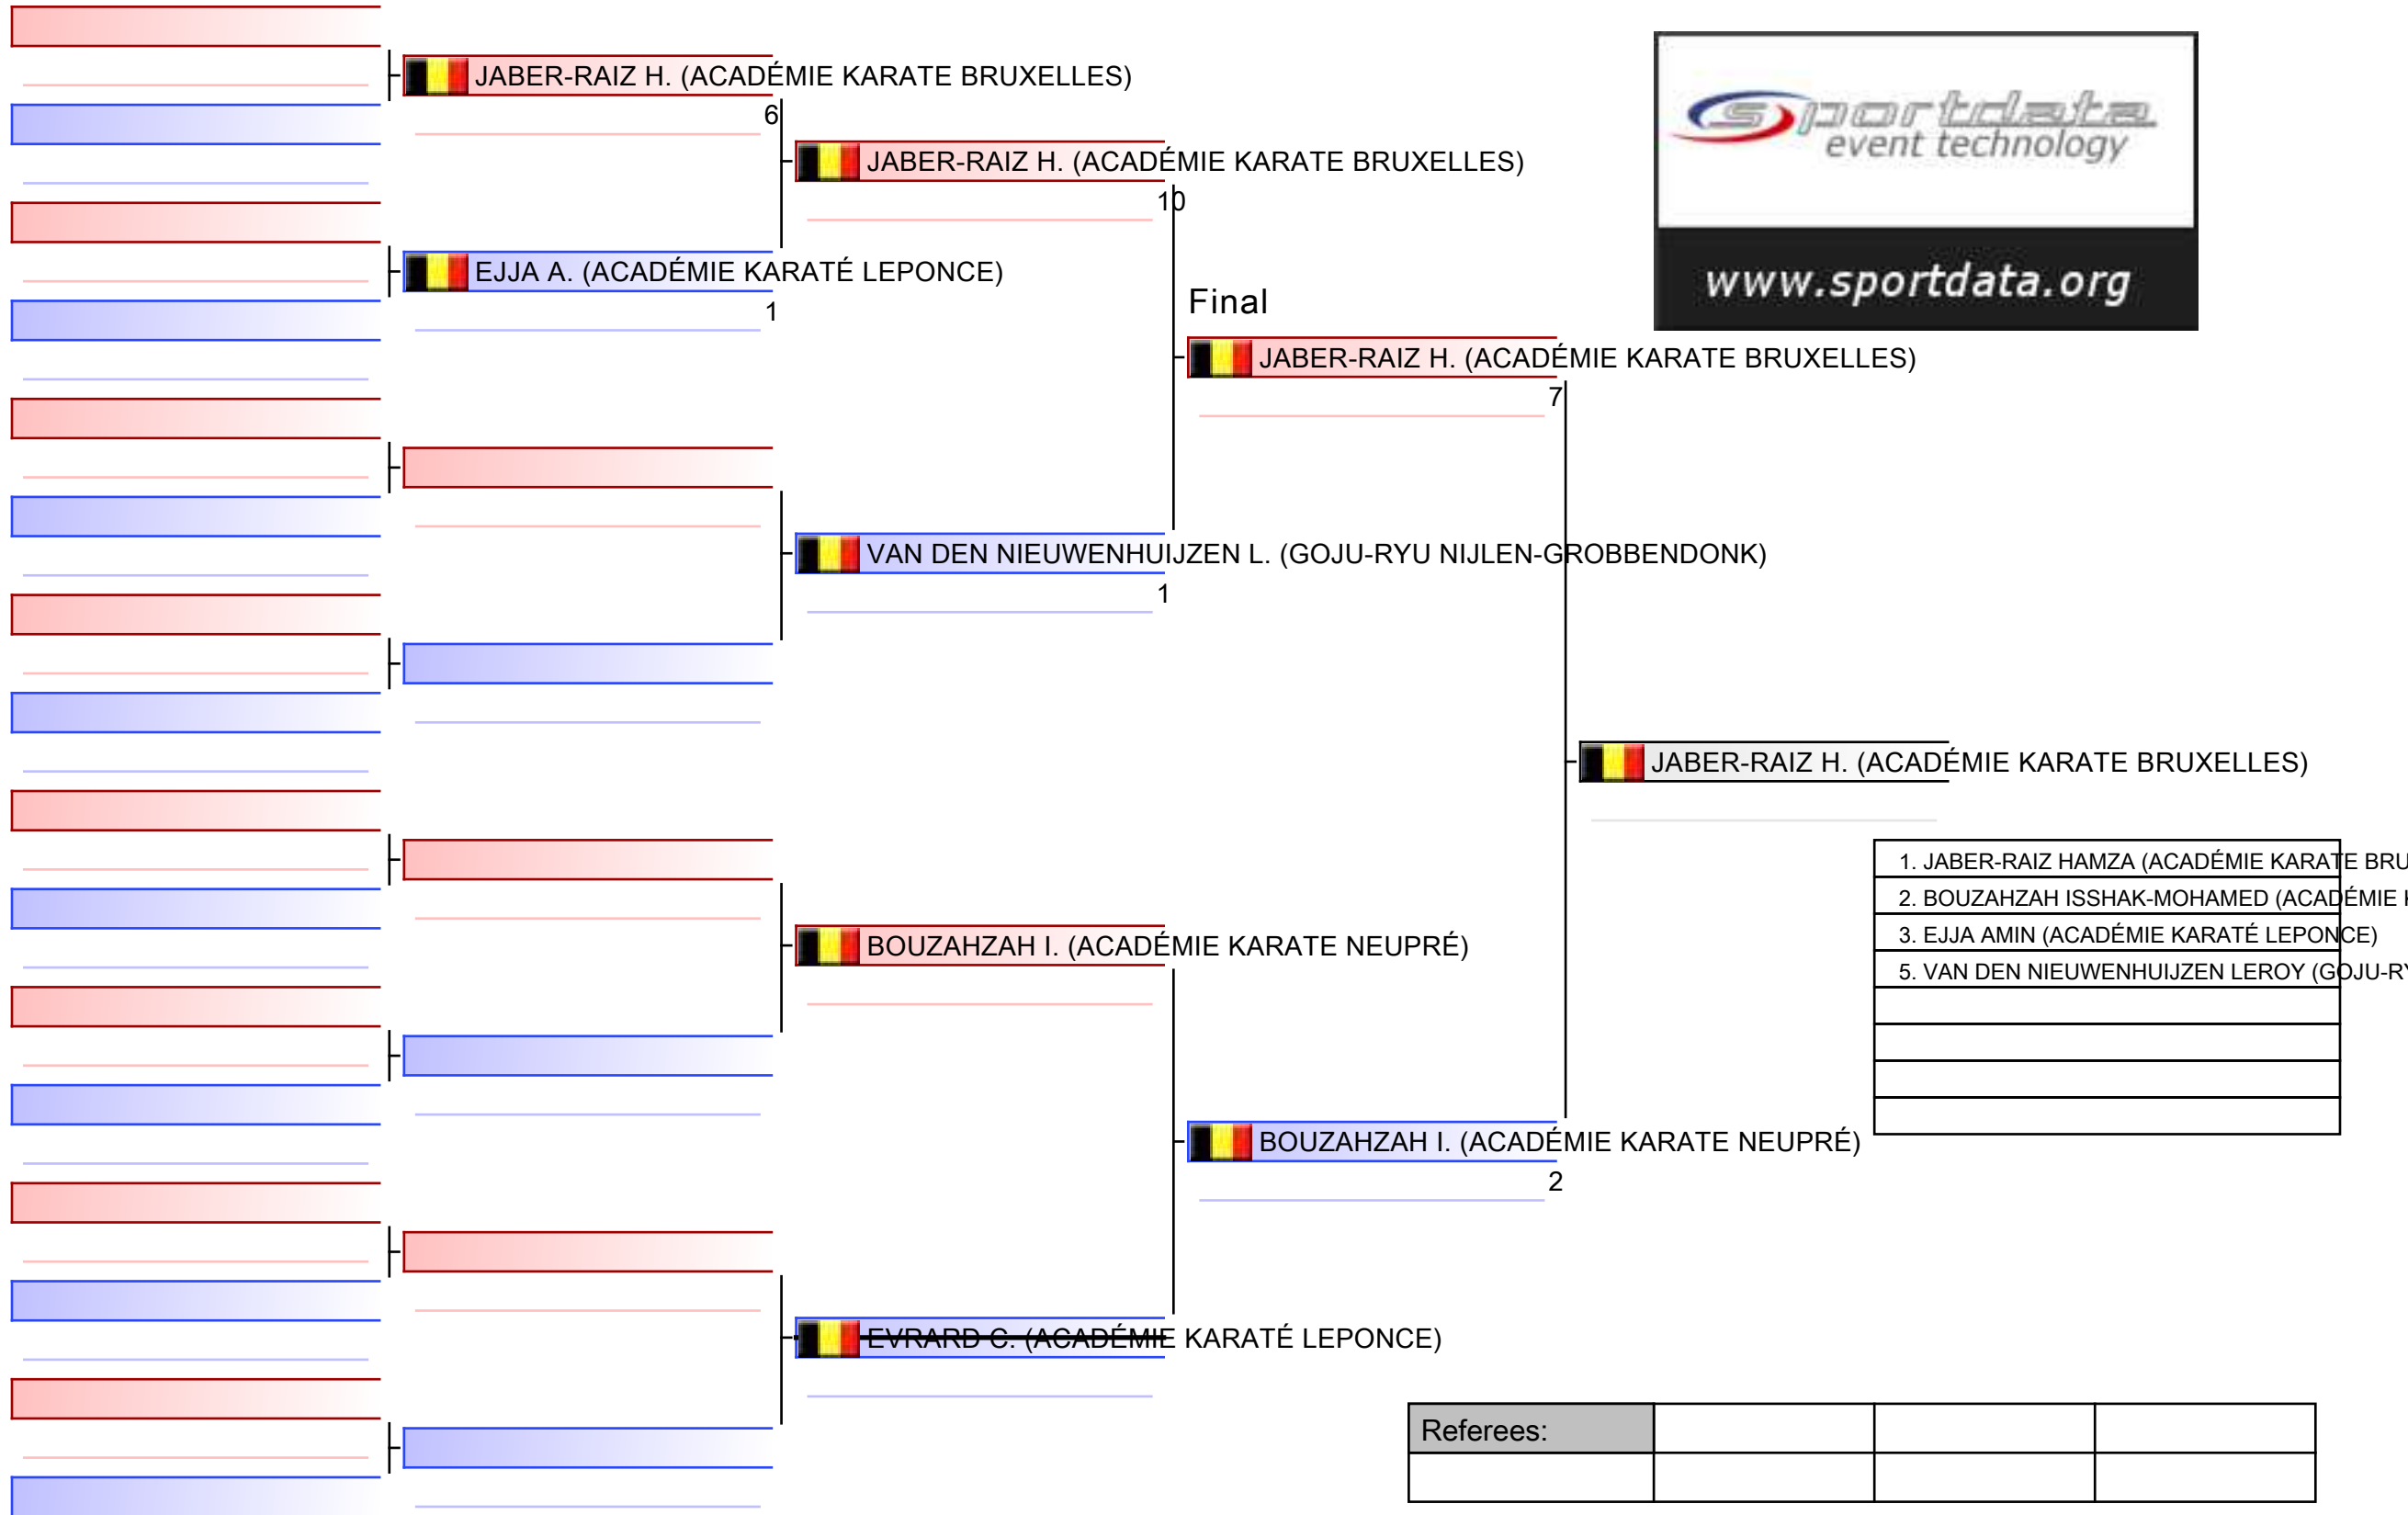 JABER-RAIZ H. (ACADÉMIE KARATE BRUXELLES)
6
JABER-RAIZ H. (ACADÉMIE KARATE BRUXELLES)
10
EJJA A. (ACADÉMIE KARATÉ LEPONCE)
1
sportdata
event technology
www.sportdata.org
Final
JABER-RAIZ H. (ACADÉMIE KARATE BRUXELLES)
7
VAN DEN NIEUWENHUIJZEN L. (GOJU-RYU NIJLEN-GROBBENDONK)
1
JABER-RAIZ H. (ACADÉMIE KARATE BRUXELLES)
1. JABER-RAIZ HAMZA (ACADÉMIE KARATE BRU
2. BOUZAHZAH ISSHAK-MOHAMED (ACADÉMIE K
3. EJJA AMIN (ACADÉMIE KARATÉ LEPONCE)
5. VAN DEN NIEUWENHUIJZEN LEROY (GOJU-RY
BOUZAHZAH I. (ACADÉMIE KARATE NEUPRÉ)
BOUZAHZAH I. (ACADÉMIE KARATE NEUPRÉ)
2
EVRARD C. (ACADÉMIE KARATÉ LEPONCE)
Referees: